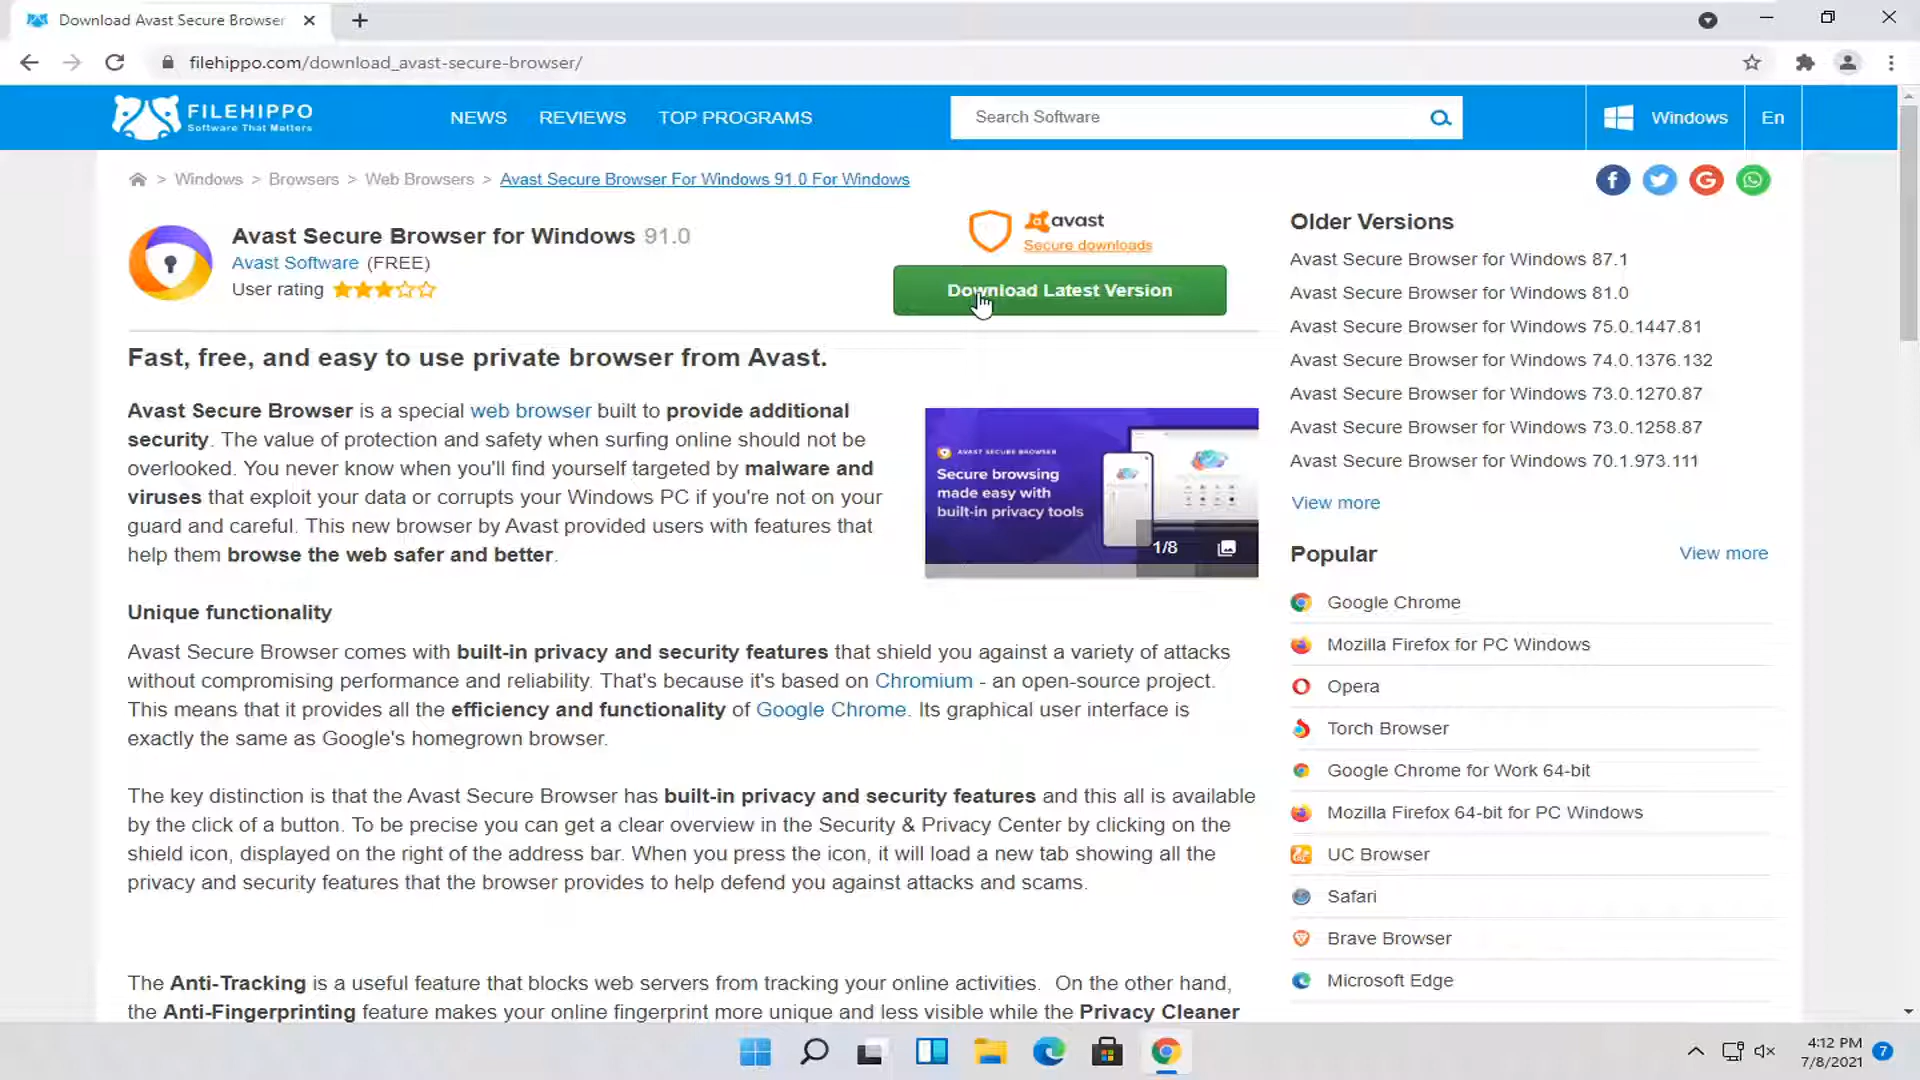 Download Avast Secure Browser
filehippo.com/download_avast-secure-browser/
FILEHIPPO
Software That Matters
NEWS
REVIEWS
TOP PROGRAMS
Search Software
Windows
En
> Windows > Browsers > Web Browsers > Avast Secure Browser For Windows 91.0 For Windows
Avast Secure Browser for Windows 91.0
Avast Software (FREE)
User rating
avast
Secure downloads
Download Latest Version
Fast, free, and easy to use private browser from Avast.
Avast Secure Browser is a special web browser built to provide additional
security. The value of protection and safety when surfing online should not be
overlooked. You never know when you'll find yourself targeted by malware and
viruses that exploit your data or corrupts your Windows PC if you're not on your
guard and careful. This new browser by Avast provided users with features that
help them browse the web safer and better.
AVAST SECURE BROWSER
Secure browsing
made easy with
built-in privacy tools
1/8
Unique functionality
Avast Secure Browser comes with built-in privacy and security features that shield you against a variety of attacks
without compromising performance and reliability. That's because it's based on Chromium - an open-source project.
This means that it provides all the efficiency and functionality of Google Chrome. Its graphical user interface is
exactly the same as Google's homegrown browser.
The key distinction is that the Avast Secure Browser has built-in privacy and security features and this all is available
by the click of a button. To be precise you can get a clear overview in the Security & Privacy Center by clicking on the
shield icon, displayed on the right of the address bar. When you press the icon, it will load a new tab showing all the
privacy and security features that the browser provides to help defend you against attacks and scams.
The Anti-Tracking is a useful feature that blocks web servers from tracking your online activities. On the other hand,
the Anti-Fingerprinting feature makes your online fingerprint more unique and less visible while the Privacy Cleaner
Older Versions
Avast Secure Browser for Windows 87.1
Avast Secure Browser for Windows 81.0
Avast Secure Browser for Windows 75.0.1447.81
Avast Secure Browser for Windows 74.0.1376.132
Avast Secure Browser for Windows 73.0.1270.87
Avast Secure Browser for Windows 73.0.1258.87
Avast Secure Browser for Windows 70.1.973.111
View more
Popular
View more
Google Chrome
Mozilla Firefox for PC Windows
Opera
Torch Browser
Google Chrome for Work 64-bit
Mozilla Firefox 64-bit for PC Windows
UC Browser
Safari
Brave Browser
Microsoft Edge
4:12 PM
7/8/2021
7